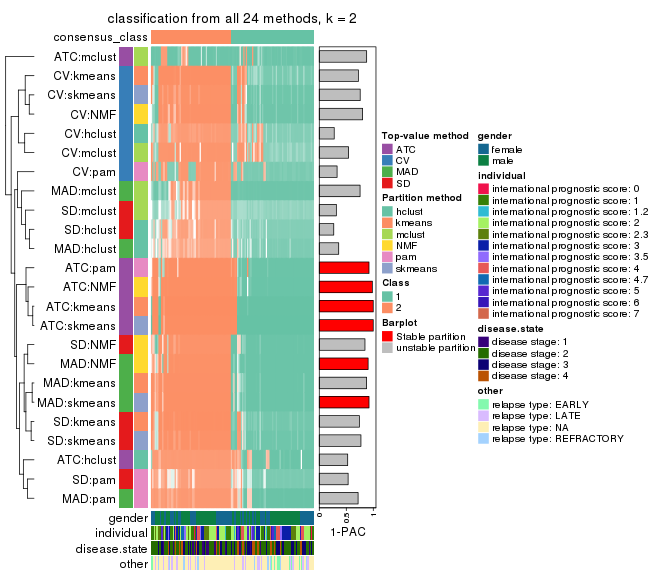 classification from all 24 methods, k = 2
consensus_class
ATC:mclust
CV:kmeans
CV:skmeans
CV:NMF
CV:hclust
CV:mclust
CV:pam
MAD:mclust
SD:mclust
SD:hclust
MAD:hclust
ATC:pam
ATC:NMF
ATC:kmeans
ATC:skmeans
SD:NMF
MAD:NMF
MAD:kmeans
MAD:skmeans
SD:kmeans
SD:skmeans
ATC:hclust
SD:pam
MAD:pam
gender
individual
disease.state
other
0
0.5
1
1-PAC
Top-value method
ATC
CV
MAD
SD
Partition method
hclust
kmeans
mclust
NMF
pam
skmeans
Class
1
2
Barplot
Stable partition
unstable partition
gender
female
male
individual
international prognostic score: 0
international prognostic score: 1
international prognostic score: 1.2
international prognostic score: 2
international prognostic score: 2.3
international prognostic score: 3
international prognostic score: 3.5
international prognostic score: 4
international prognostic score: 4.7
international prognostic score: 5
international prognostic score: 6
international prognostic score: 7
disease.state
disease stage: 1
disease stage: 2
disease stage: 3
disease stage: 4
other
relapse type: EARLY
relapse type: LATE
relapse type: NA
relapse type: REFRACTORY